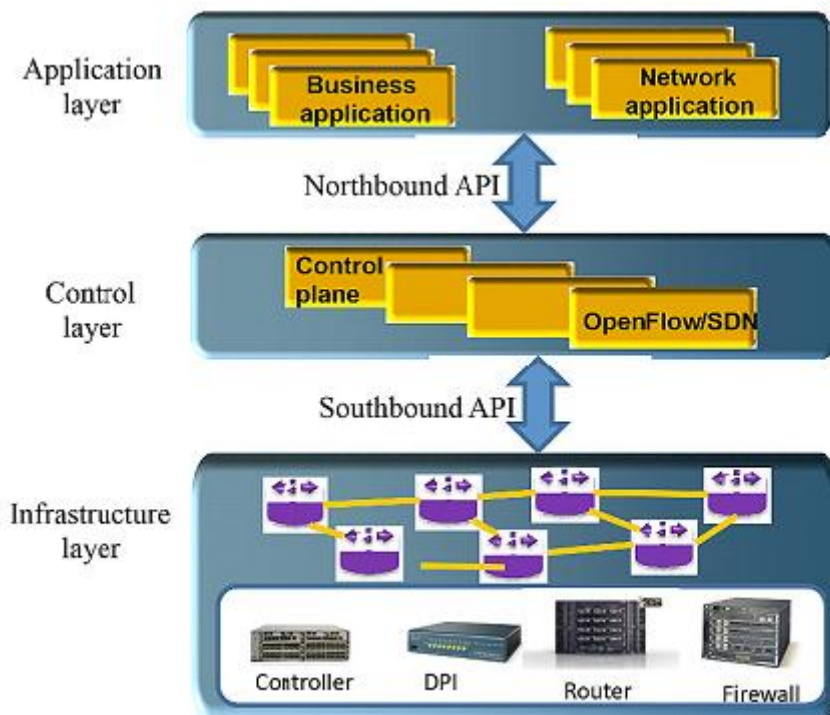 Application
layer
Business
application
Network
application
Northbound API
Control
layer
Control
plane
OpenFlow/SDN
Southbound API
Infrastructure
layer
Controller
DPI
Router
Firewall